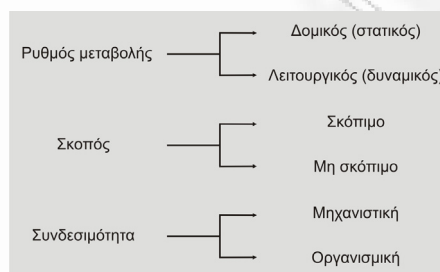 Ρυθμός μεταβολής
Δομικός (στατικός)
Λειτουργικός (δυναμικός)
Σκοπός
Σκόπιμο
Μη σκόπιμο
Συνδεσιμότητα
Μηχανιστική
Οργανισμική